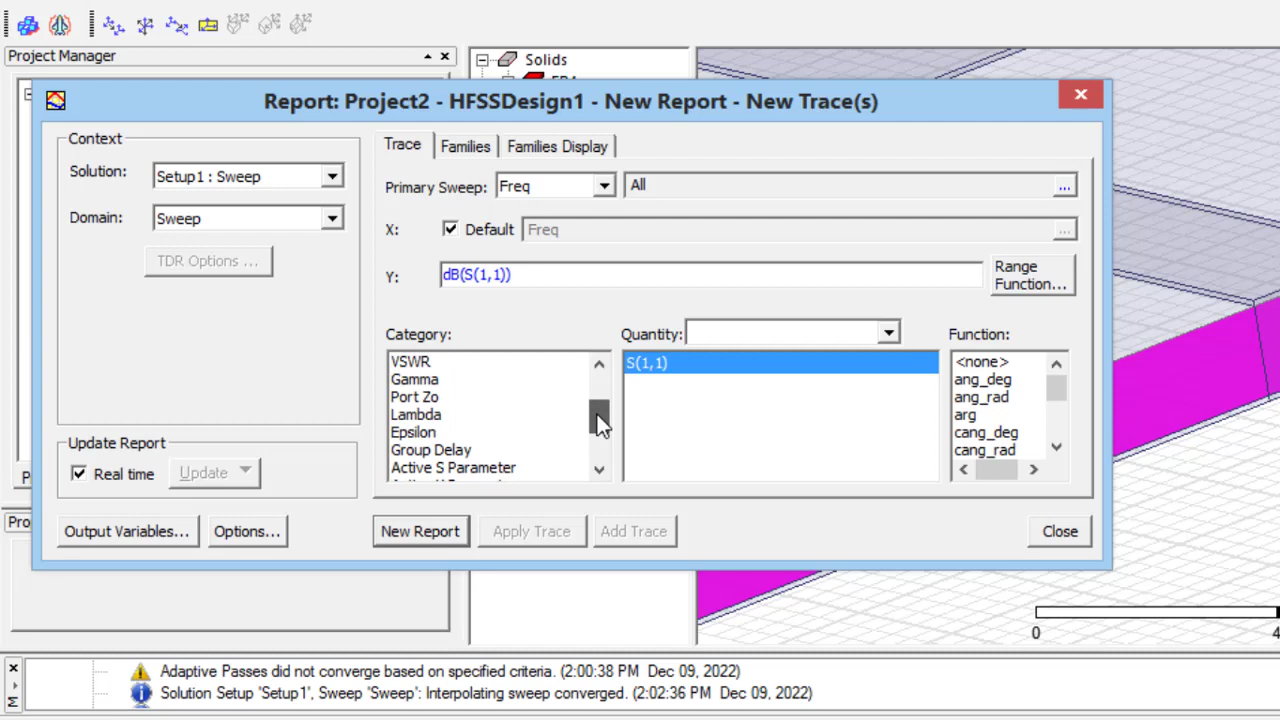 Project Manager
Solids
Report: Project2 - HFSSDesign1 - New Report - New Trace(s)
Context
Solution:
Setup1 : Sweep
Domain:
Sweep
TDR Options ...
Update Report
Real time
Update
Trace
Families
Families Display
Primary Sweep:
Freq
All
...
X:
Default
Freq
...
Y:
dB(S(1,1))
Range
Function...
Category:
Quantity:
Function:
VSWR
Gamma
Port Zo
Lambda
Epsilon
Group Delay
Active S Parameter
S(1,1)
<none>
ang_deg
ang_rad
arg
cang_deg
cang_rad
Output Variables...
Options...
New Report
Apply Trace
Add Trace
Close
0
4
Adaptive Passes did not converge based on specified criteria. (2:00:38 PM Dec 09, 2022)
Solution Setup 'Setup1', Sweep 'Sweep': Interpolating sweep converged. (2:02:36 PM Dec 09, 2022)